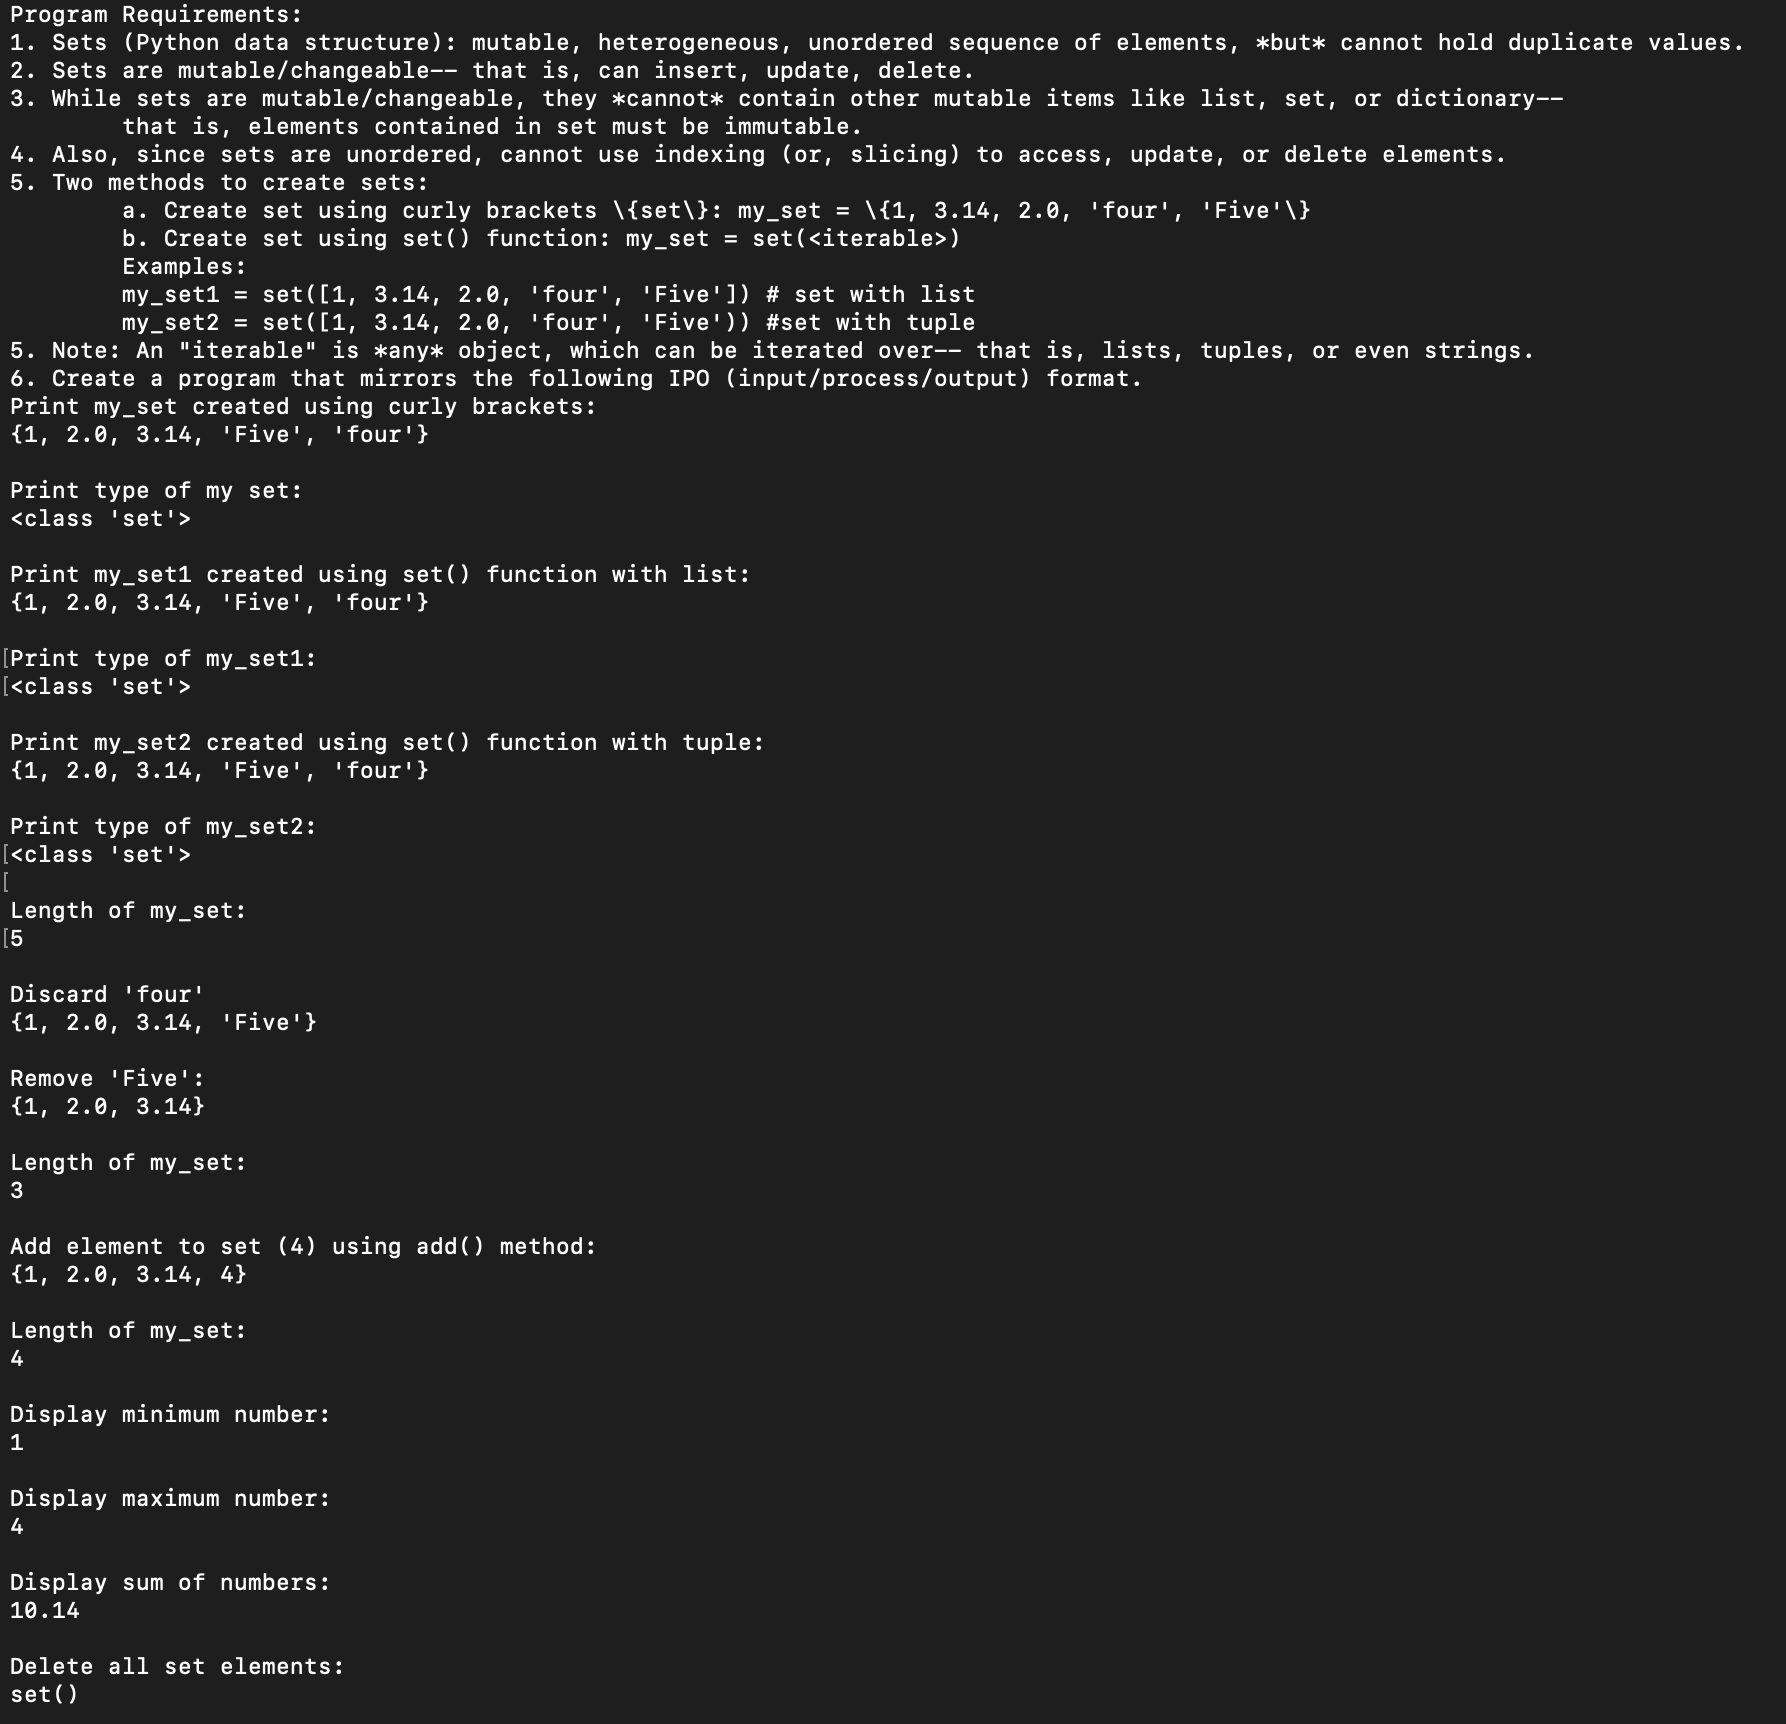 Program Requirements:
1. Sets (Python data structure): mutable, heterogeneous, unordered sequence of elements, *but* cannot hold duplicate values.
2. Sets are mutable/changeable—— that is, can insert, update, delete.
3. While sets are mutable/changeable, they *cannot* contain other mutable items like list, set, or dictionary——
that is, elements contained in set must be immutable.
4. Also, since sets are unordered, cannot use indexing (or, slicing) to access, update, or delete elements.
5. Two methods to create sets:
a. Create set using curly brackets \{set\}: my_set = \{1, 3.14, 2.0, 'four', 'Five'\}
b. Create set using set() function: my_set = set(<iterable>)
Examples:
my_set1 = set([1, 3.14, 2.0, 'four', 'Five']) # set with list
my_set2 = set([1, 3.14, 2.0, 'four', 'Five')) #set with tuple
5. Note: An "iterable" is *any* object, which can be iterated over—— that is, lists, tuples, or even strings.
6. Create a program that mirrors the following IPO (input/process/output) format.
Print my_set created using curly brackets:
{1, 2.0, 3.14, 'Five', 'four'}
Print type of my set:
<class 'set'>
Print my_set1 created using set() function with list:
{1, 2.0, 3.14, 'Five', 'four'}
[Print type of my_set1:
[<class 'set'>
Print my_set2 created using set() function with tuple:
{1, 2.0, 3.14, 'Five', 'four'}
Print type of my_set2:
[<class 'set'>
[
Length of my_set:
[5
Discard 'four'
{1, 2.0, 3.14, 'Five'}
Remove 'Five':
{1, 2.0, 3.14}
Length of my_set:
3
Add element to set (4) using add() method:
{1, 2.0, 3.14, 4}
Length of my_set:
4
Display minimum number:
1
Display maximum number:
4
Display sum of numbers:
10.14
Delete all set elements:
set()